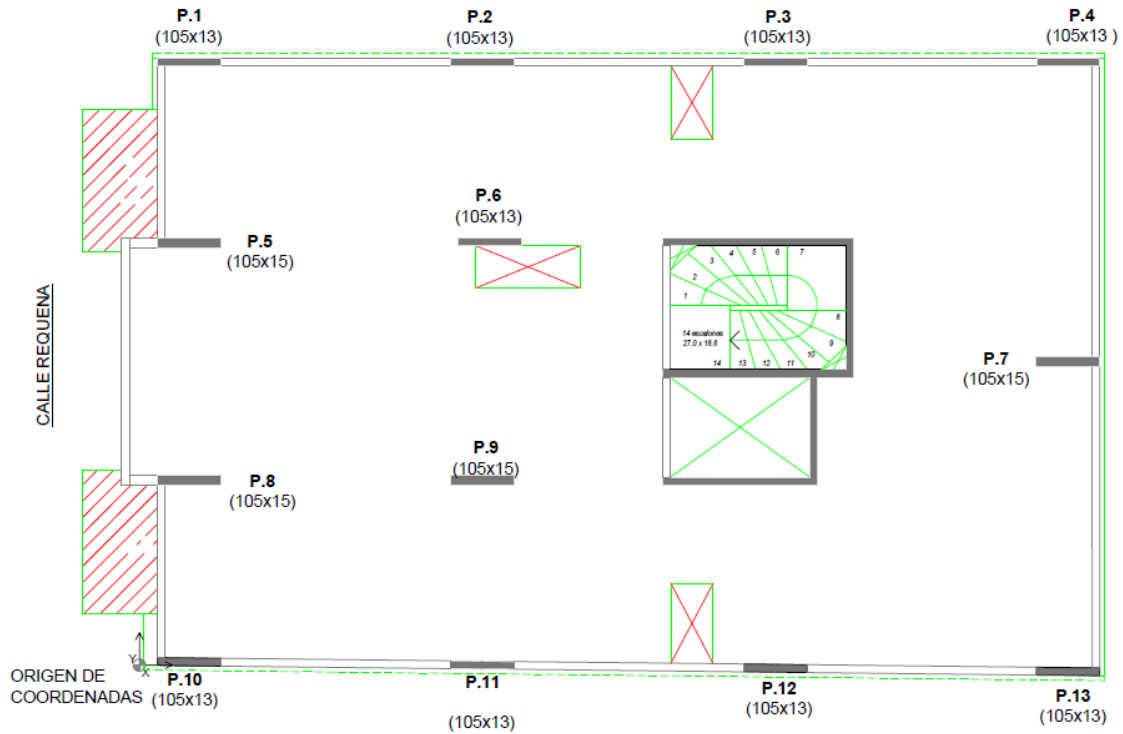 P.1
(105x13)
P.2
(105x13)
P.3
(105x13)
P.4
(105x13 )
P.6
(105x13)
P.5
(105x15)
1
2
3
4
5
6
7
8
9
10
11
12
13
14
14 escalones
27.0 x 18.6
CALLE REQUENA
P.7
(105x15)
P.9
(105x15)
P.8
(105x15)
Y
X
ORIGEN DE
COORDENADAS
P.10
(105x13)
P.11
(105x13)
P.12
(105x13)
P.13
(105x13)